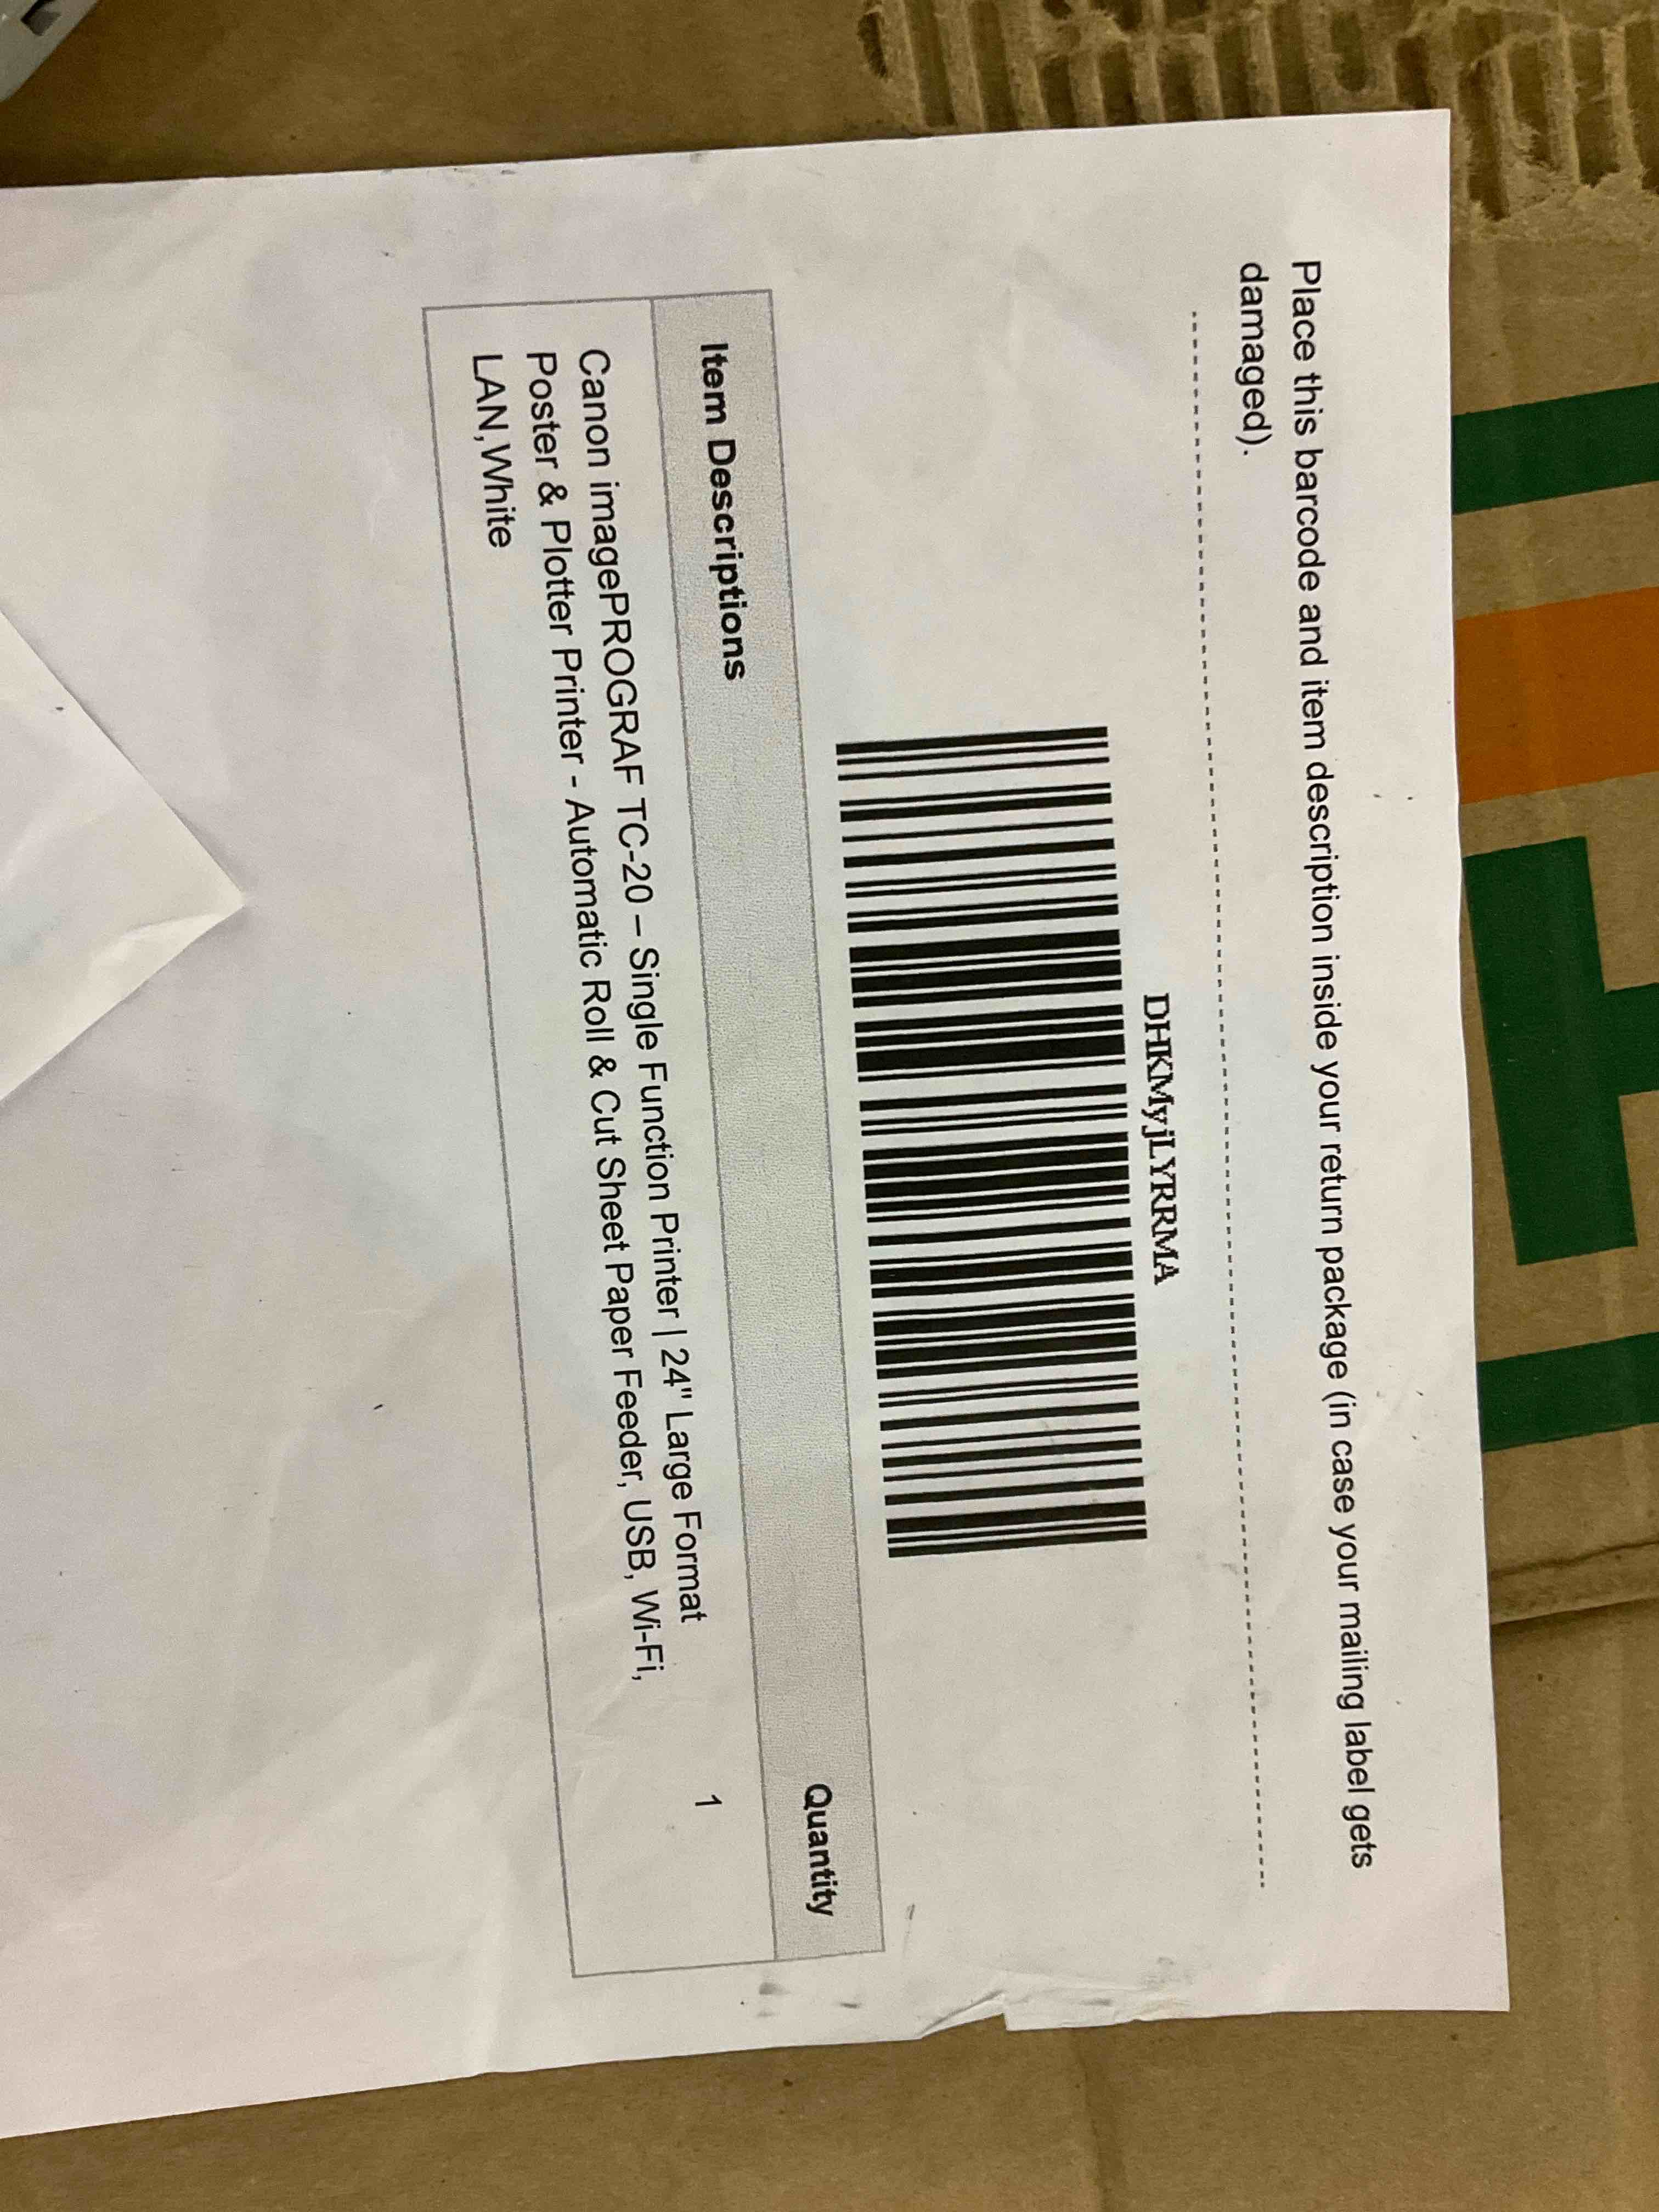 Place this barcode and item description inside your return package (in case your mailing label gets
damaged).
DHKMyjLYRRMA
Item Descriptions Quantity
Canon imagePROGRAF TC-20 – Single Function Printer | 24" Large Format 1
Poster & Plotter Printer - Automatic Roll & Cut Sheet Paper Feeder, USB, Wi-Fi,
LAN,White